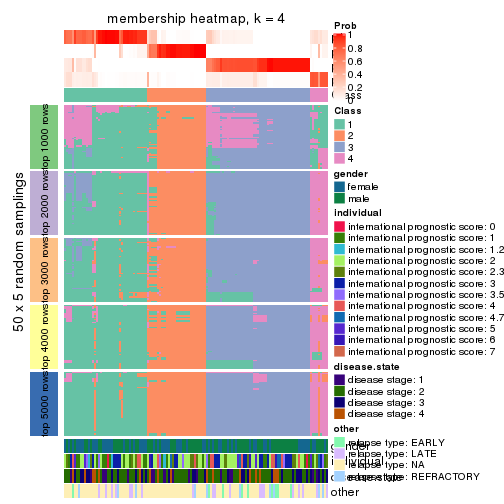 membership heatmap, k = 4
Prob
1
0.8
0.6
0.4
0.2
0
Class
1
2
3
4
gender
female
male
individual
international prognostic score: 0
international prognostic score: 1
international prognostic score: 1.2
international prognostic score: 2
international prognostic score: 2.3
international prognostic score: 3
international prognostic score: 3.5
international prognostic score: 4
international prognostic score: 4.7
international prognostic score: 5
international prognostic score: 6
international prognostic score: 7
disease.state
disease stage: 1
disease stage: 2
disease stage: 3
disease stage: 4
other
relapse type: EARLY
relapse type: LATE
relapse type: NA
relapse type: REFRACTORY
50 x 5 random samplings
top 1000 rows
top 2000 rows
top 3000 rows
top 4000 rows
top 5000 rows
gender
individual
other